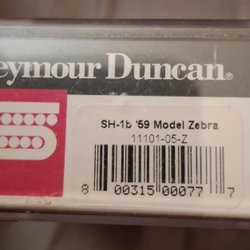 eymour Duncan®
SH-1b '59 Model Zebra
11101-05-Z
8 00315 00077 7